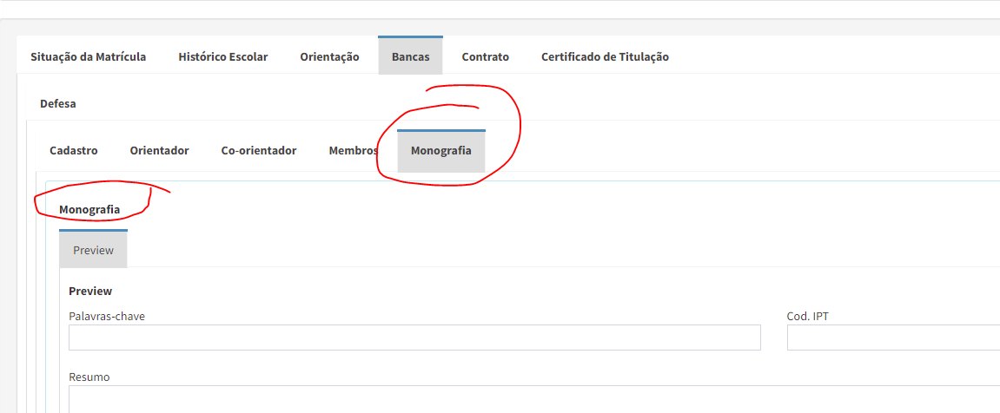 Situação da Matrícula Histórico Escolar Orientação Bancas Contrato Certificado de Titulação
Defesa
Cadastro Orientador Co-orientador Membros Monografia
Monografia
Preview
Preview
Palavras-chave Cod. IPT
Resumo